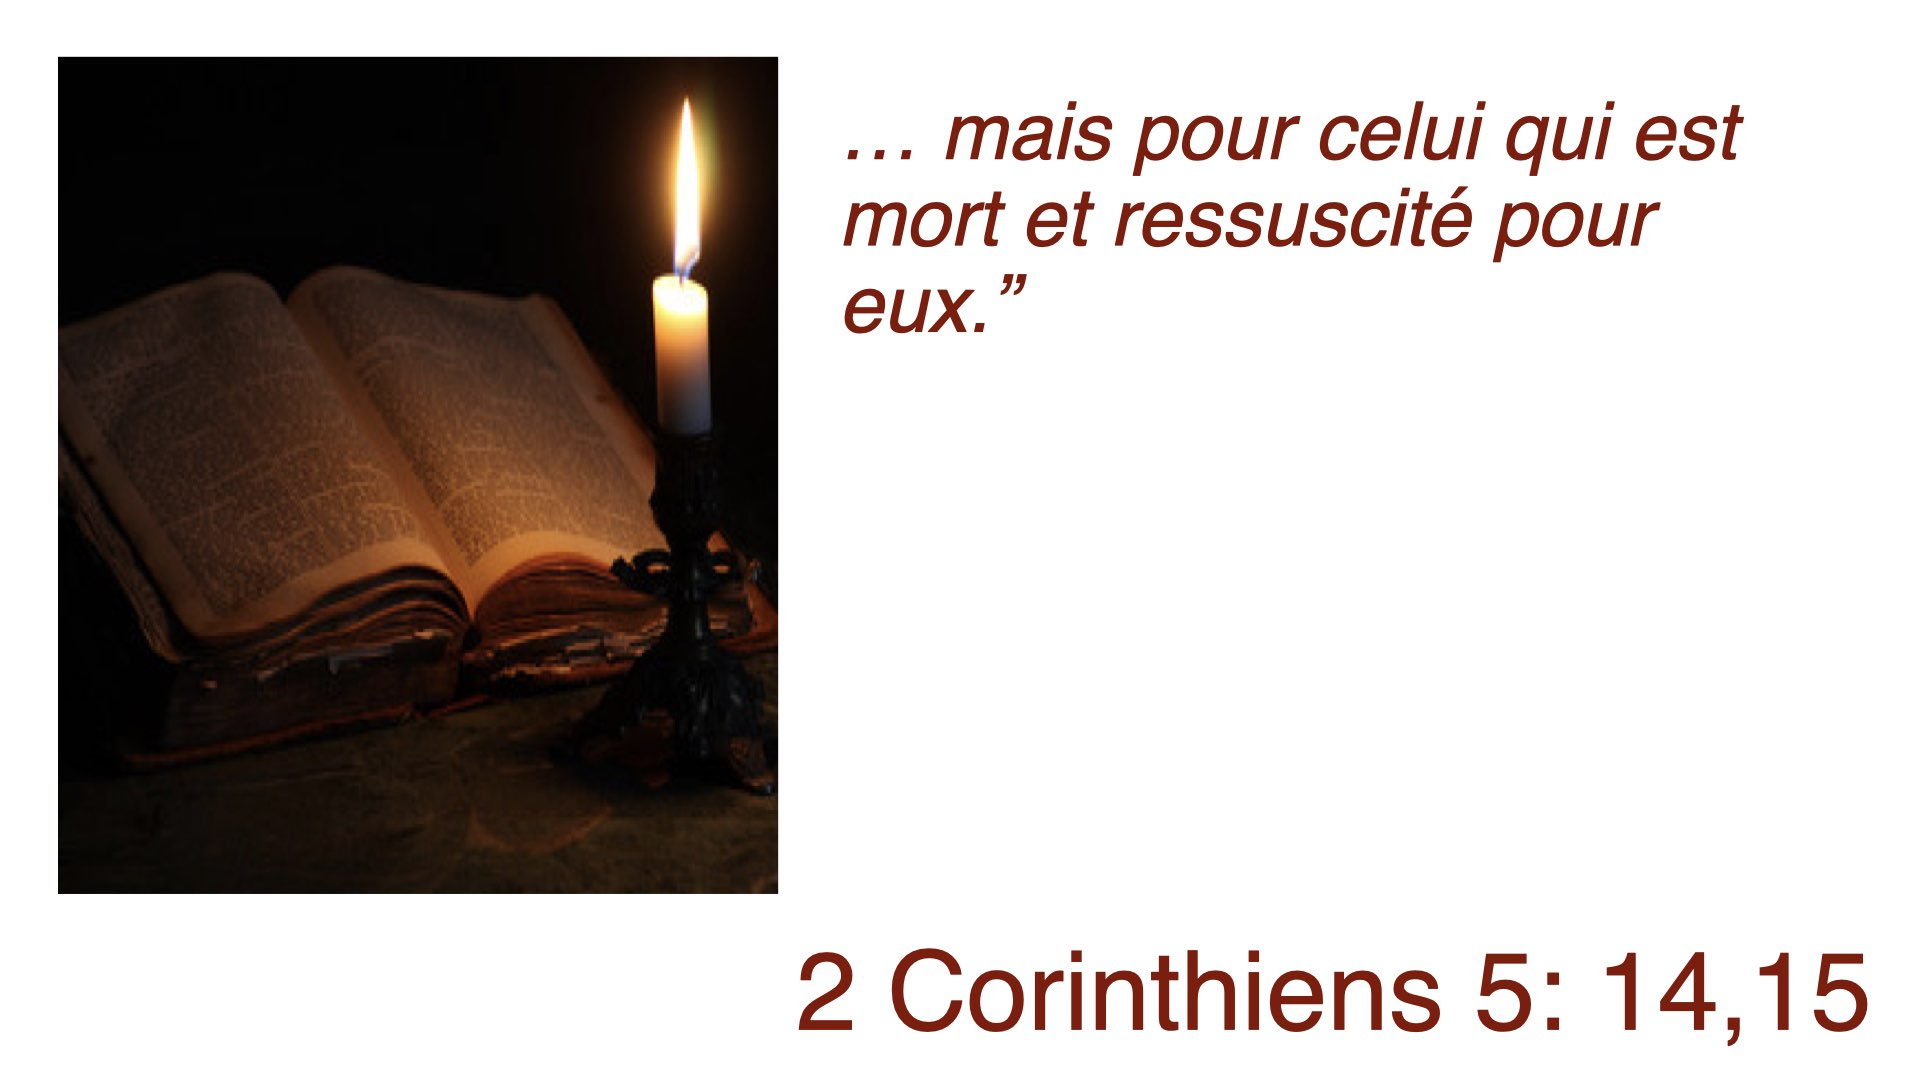 … mais pour celui qui est
mort et ressuscité pour
eux.”
2 Corinthiens 5: 14,15